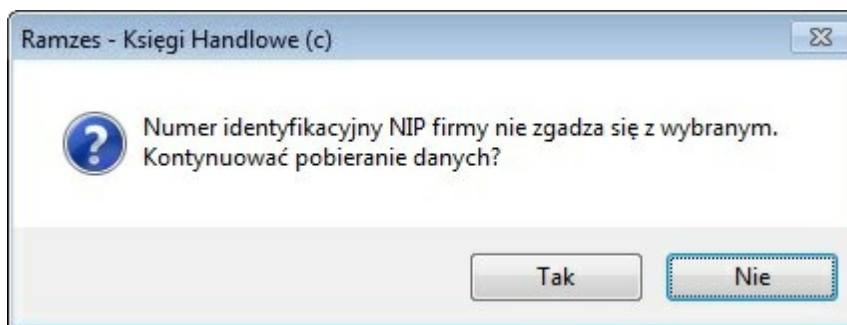 Ramzes - Księgi Handlowe (c)
Numer identyfikacyjny NIP firmy nie zgadza się z wybranym.
Kontynuować pobieranie danych?
Tak
Nie